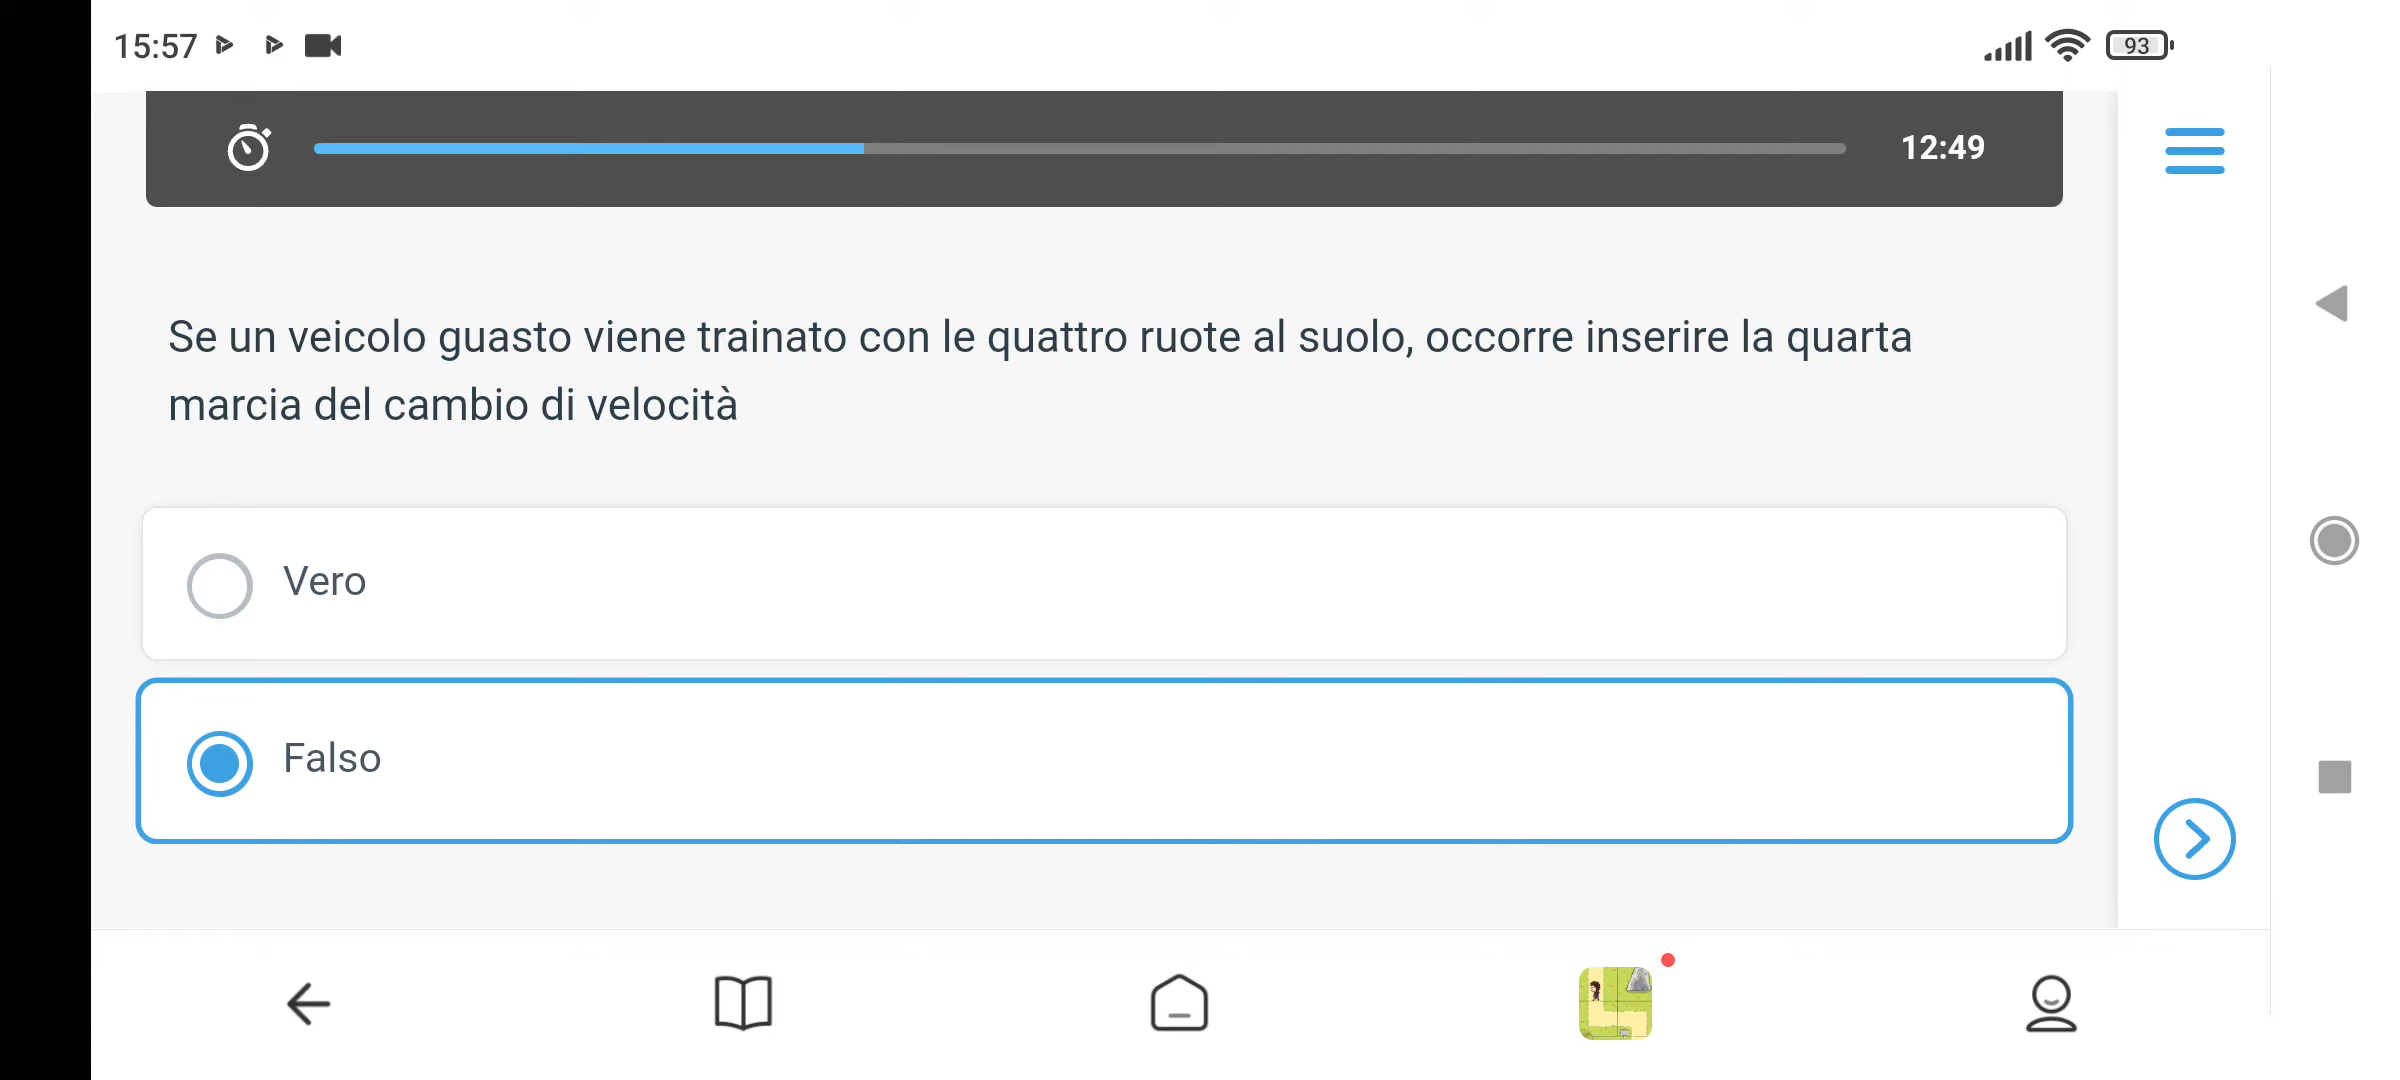 15:57
93
12:49
Se un veicolo guasto viene trainato con le quattro ruote al suolo, occorre inserire la quarta
marcia del cambio di velocità
Vero
Falso